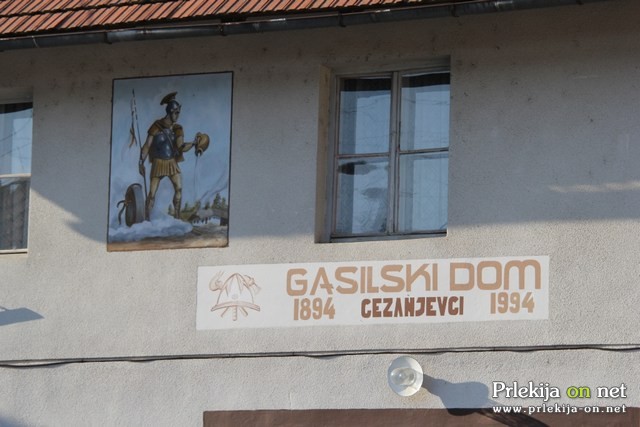 GASILSKI DOM
1894 CEZANJEVCI 1994
Prlekija on net
www.prlekija-on.net